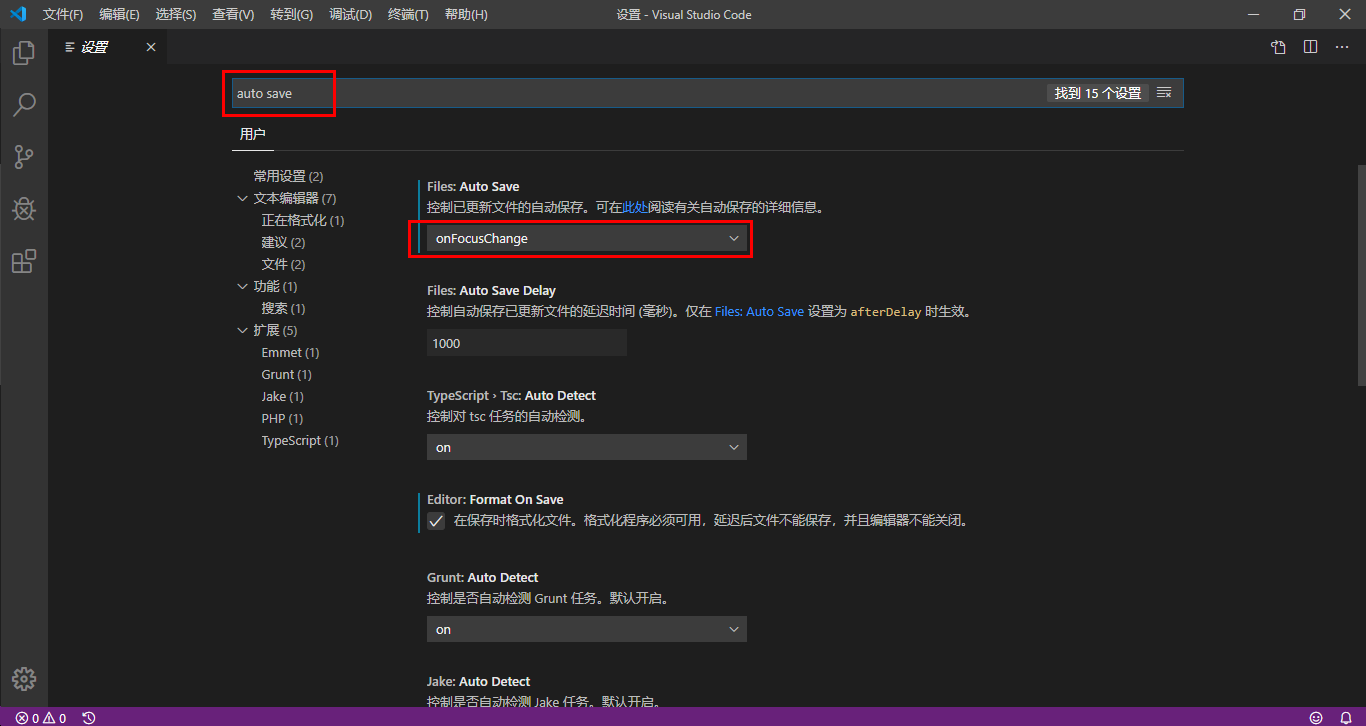 文件(F) 编辑(E) 选择(S) 查看(V) 转到(G) 调试(D) 终端(T) 帮助(H) 设置 - Visual Studio Code
设置
auto save 找到 15 个设置
用户
常用设置 (2)
文本编辑器 (7)
正在格式化 (1)
建议 (2)
文件 (2)
功能 (1)
搜索 (1)
扩展 (5)
Emmet (1)
Grunt (1)
Jake (1)
PHP (1)
TypeScript (1)
Files: Auto Save
控制已更新文件的自动保存。可在此处阅读有关自动保存的详细信息。
onFocusChange
Files: Auto Save Delay
控制自动保存已更新文件的延迟时间 (毫秒)。仅在 Files: Auto Save 设置为 afterDelay 时生效。
1000
TypeScript › Tsc: Auto Detect
控制对 tsc 任务的自动检测。
on
Editor: Format On Save
在保存时格式化文件。格式化程序必须可用，延迟后文件不能保存，并且编辑器不能关闭。
Grunt: Auto Detect
控制是否自动检测 Grunt 任务。默认开启。
on
Jake: Auto Detect
控制是否自动检测 Jake 任务。默认开启。
0 0